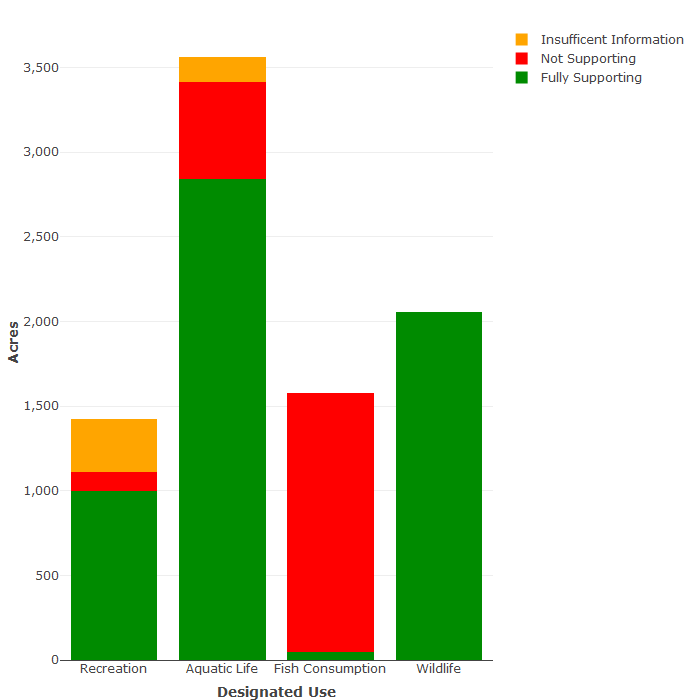 Insufficent Information
Not Supporting
Fully Supporting
3,500
3,000
2,500
2,000
1,500
1,000
500
0
Acres
Recreation
Aquatic Life
Fish Consumption
Wildlife
Designated Use